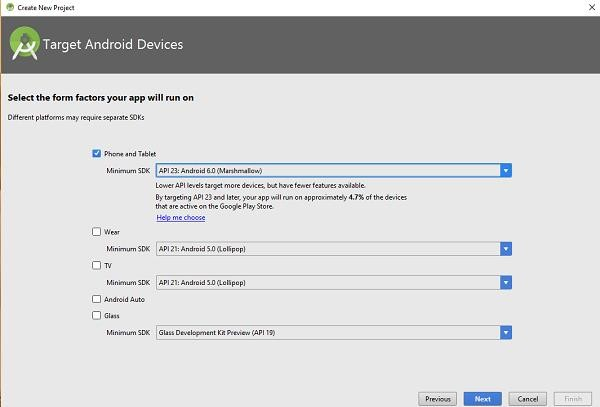 Create New Project
Target Android Devices
Select the form factors your app will run on
Different platforms may require separate SDKs
Phone and Tablet
Minimum SDK API 23: Android 6.0 (Marshmallow)
Lower API levels target more devices, but have fewer features available.
By targeting API 23 and later, your app will run on approximately 4.7% of the devices
that are active on the Google Play Store.
Help me choose
Wear
Minimum SDK API 21: Android 5.0 (Lollipop)
TV
Minimum SDK API 21: Android 5.0 (Lollipop)
Android Auto
Glass
Minimum SDK Glass Development Kit Preview (API 19)
Previous Next Cancel Finish